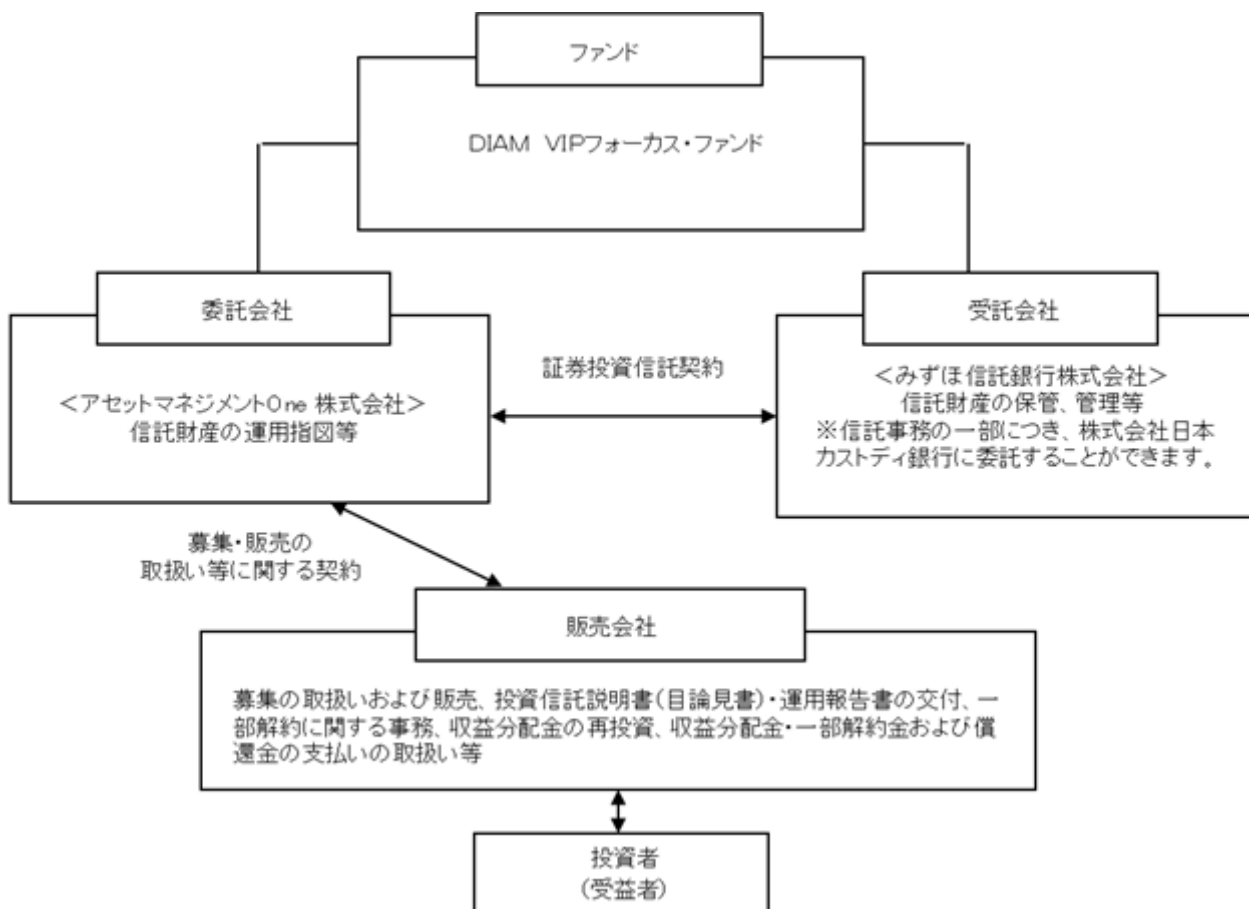 ファンド
DIAM VIPフォーカス・ファンド
委託会社
<アセットマネジメントOne 株式会社>
信託財産の運用指図等
証券投資信託契約
受託会社
<みずほ信託銀行株式会社>
信託財産の保管、管理等
※信託事務の一部につき、株式会社日本
カストディ銀行に委託することができます。
募集・販売の
取扱い等に関する契約
販売会社
募集の取扱いおよび販売、投資信託説明書(目論見書)・運用報告書の交付、一
部解約に関する事務、収益分配金の再投資、収益分配金・一部解約金および償
還金の支払いの取扱い等
投資者
(受益者)